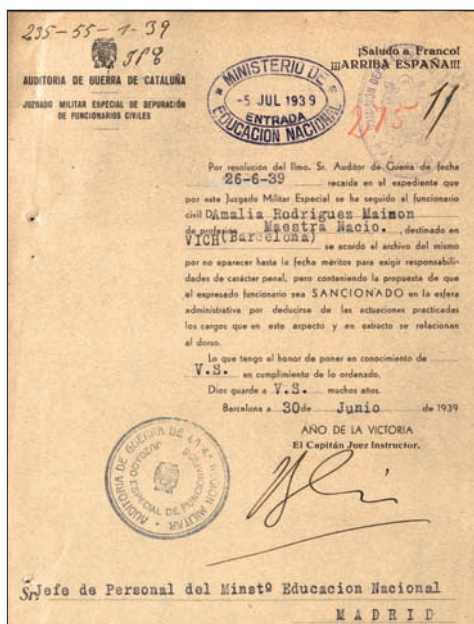 235-55-1-39
AUDITORIA DE GUERRA DE CATALUÑA
JUZGADO MILITAR ESPECIAL DE DEPURACIÓN
DE FUNCIONARIOS CIVILES
¡Saludo a Franco!
¡¡¡ARRIBA ESPAÑA!!!
MINISTERIO DE
-5 JUL 1939
ENTRADA
EDUCACION NACIONAL
275
Por resolución del Ilmo. Sr. Auditor de Guerra de fecha
26-6-39 recaída en el expediente que
por este Juzgado Militar Especial se ha seguido al funcionario
civil D Amalia Rodriguez Maimon
de profesión Maestra Nacio. , destinado en
VICH(Barcelona)
se acordo el archivo del mismo
por no aparecer hasta la fecha méritos para exigir responsabili-
dades de carácter penal, pero conteniendo la propuesta de que
el expresado funcionario sea SANCIONADO en la esfera
administrativa por deducirse de las actuaciones practicadas
los cargos que en este aspecto y en extracto se relacionan
al dorso.
Lo que tengo el honor de poner en conocimiento de
V.S. en cumplimiento de lo ordenado.
Dios guarde a V.S. muchos años.
Barcelona a 30 de Junio de 1939
AÑO DE LA VICTORIA
El Capitán Juez Instructor.
AUDITORIA DE GUERRA DE LA 4ª REGION MILITAR
JUZGADO ESPECIAL DE FUNCIONARIOS
Sr. Jefe de Personal del Minstº Educacion Nacional
MADRID